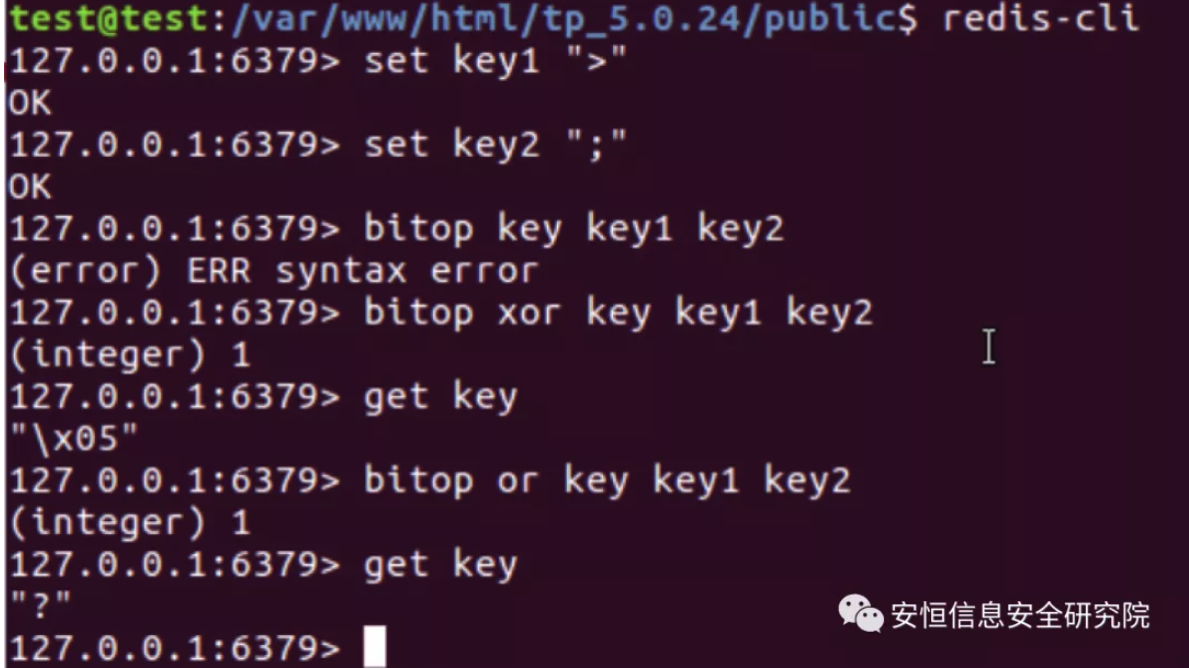 test@test:/var/www/html/tp_5.0.24/public$ redis-cli
127.0.0.1:6379> set key1 ">"
OK
127.0.0.1:6379> set key2 ";"
OK
127.0.0.1:6379> bitop key key1 key2
(error) ERR syntax error
127.0.0.1:6379> bitop xor key key1 key2
(integer) 1
127.0.0.1:6379> get key
"\x05"
127.0.0.1:6379> bitop or key key1 key2
(integer) 1
127.0.0.1:6379> get key
"?"
127.0.0.1:6379>
安恒信息安全研究院